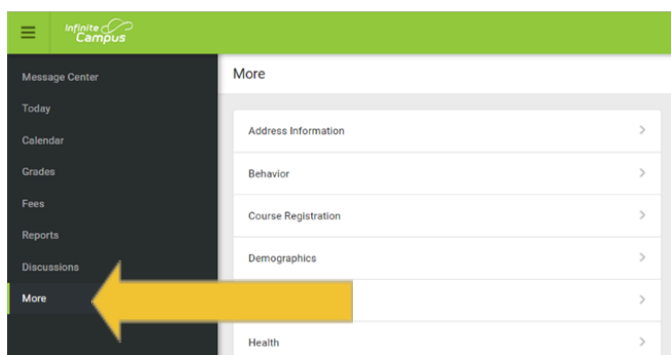 Infinite
Campus
Message Center
Today
Calendar
Grades
Fees
Reports
Discussions
More
More
Address Information
Behavior
Course Registration
Demographics
Health